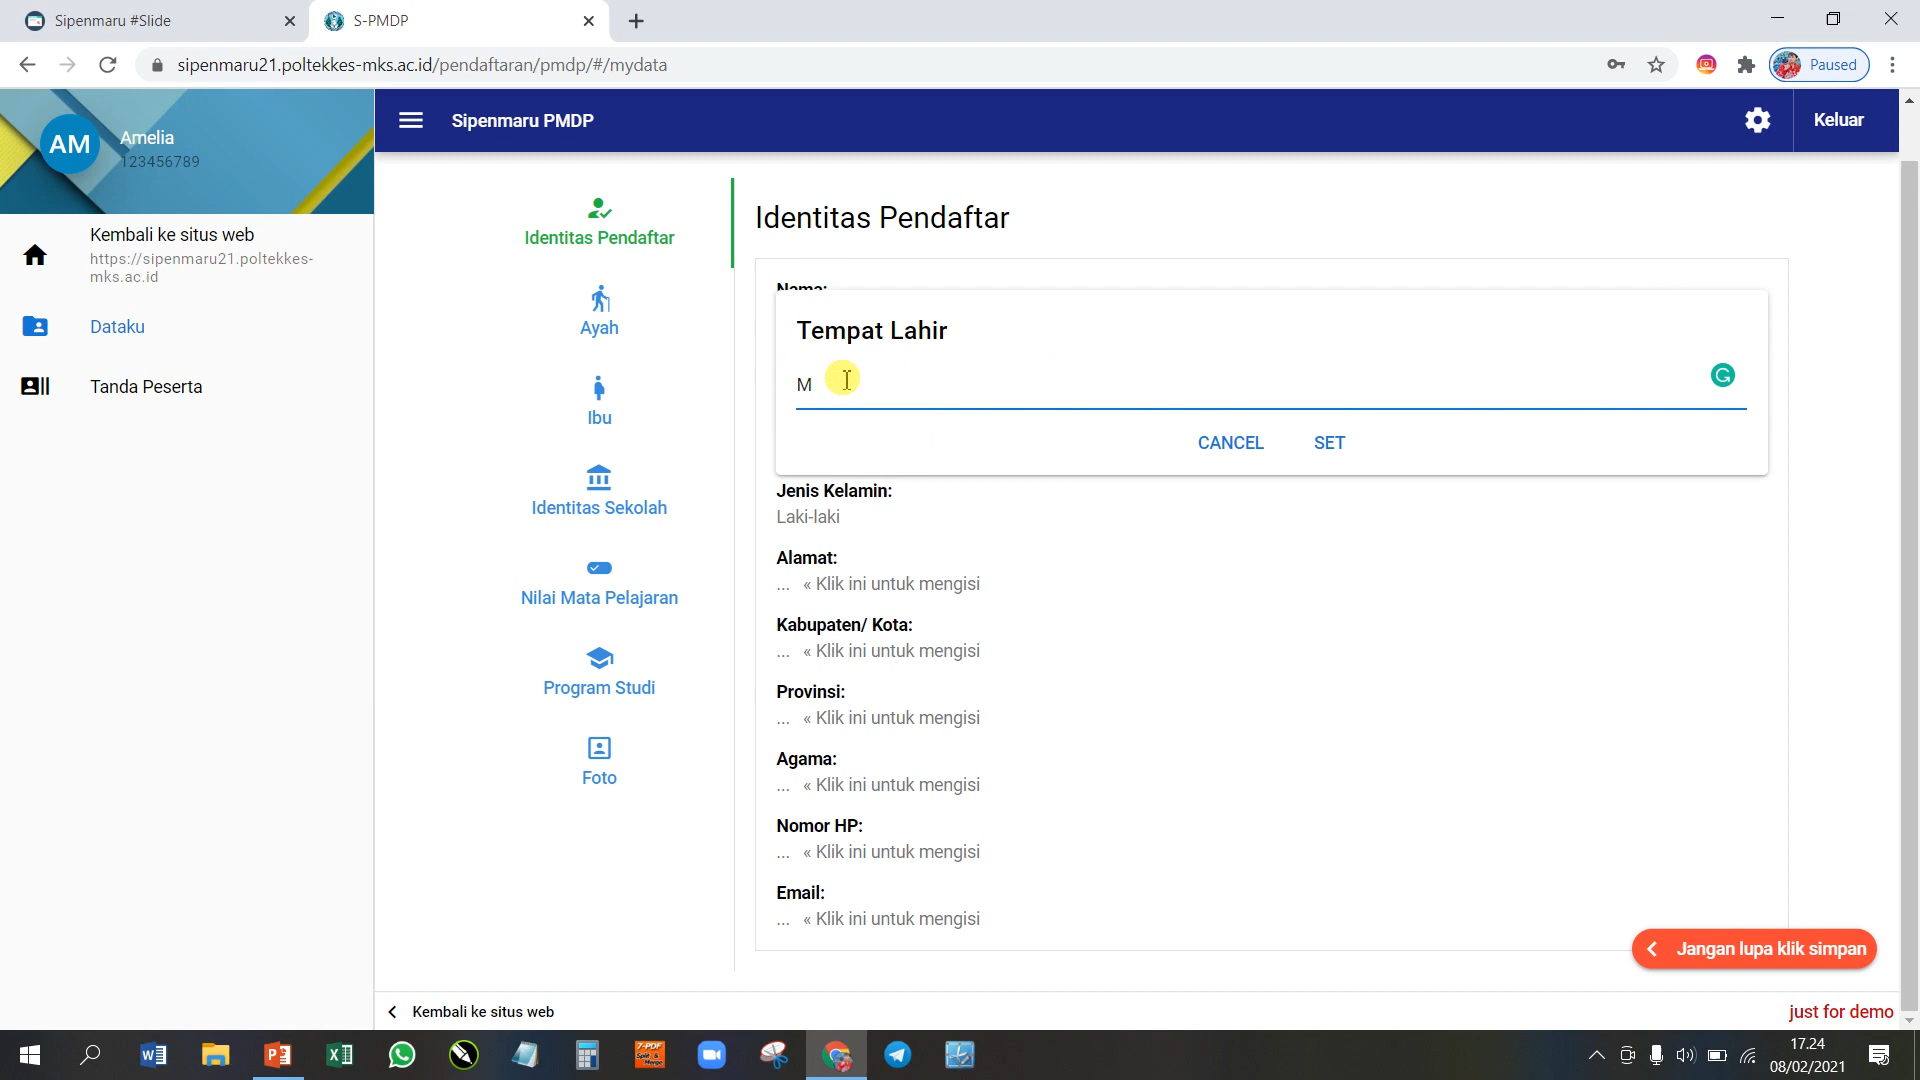 Sipenmaru #Slide
S-PMDP
sipenmaru21.poltekkes-mks.ac.id/pendaftaran/pmdp/#/mydata
Paused
AM
Amelia
123456789
Sipenmaru PMDP
Keluar
Kembali ke situs web
https://sipenmaru21.poltekkes-
mks.ac.id
Dataku
Tanda Peserta
Identitas Pendaftar
Ayah
Ibu
Identitas Sekolah
Nilai Mata Pelajaran
Program Studi
Foto
Identitas Pendaftar
Nama:
Tempat Lahir
M
CANCEL SET
Jenis Kelamin:
Laki-laki
Alamat:
... « Klik ini untuk mengisi
Kabupaten/ Kota:
... « Klik ini untuk mengisi
Provinsi:
... « Klik ini untuk mengisi
Agama:
... « Klik ini untuk mengisi
Nomor HP:
... « Klik ini untuk mengisi
Email:
... « Klik ini untuk mengisi
Jangan lupa klik simpan
Kembali ke situs web
just for demo
7-PDF
Split &
Merge
17.24
08/02/2021